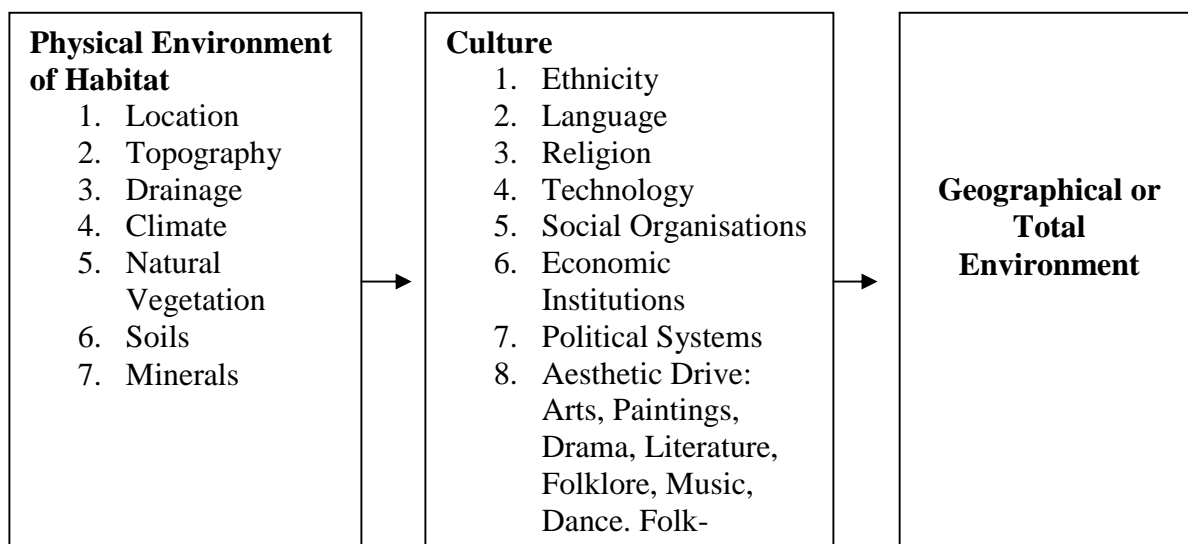 Physical Environment
of Habitat
1. Location
2. Topography
3. Drainage
4. Climate
5. Natural
Vegetation
6. Soils
7. Minerals
Culture
1. Ethnicity
2. Language
3. Religion
4. Technology
5. Social Organisations
6. Economic
Institutions
7. Political Systems
8. Aesthetic Drive:
Arts, Paintings,
Drama, Literature,
Folklore, Music,
Dance. Folk-
Geographical or
Total
Environment